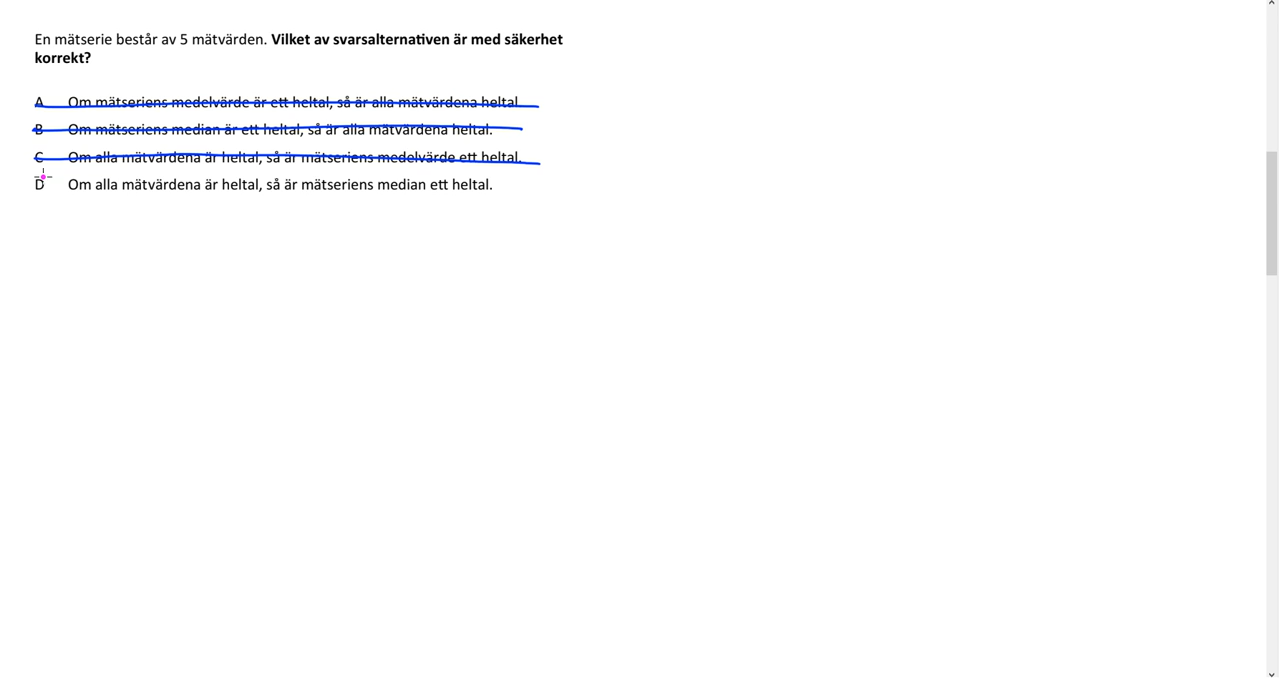 En mätserie består av 5 mätvärden. Vilket av svarsalternativen är med säkerhet
korrekt?
A Om mätseriens medelvärde är ett heltal, så är alla mätvärdena heltal.
B Om mätseriens median är ett heltal, så är alla mätvärdena heltal.
C Om alla mätvärdena är heltal, så är mätseriens medelvärde ett heltal.
D Om alla mätvärdena är heltal, så är mätseriens median ett heltal.